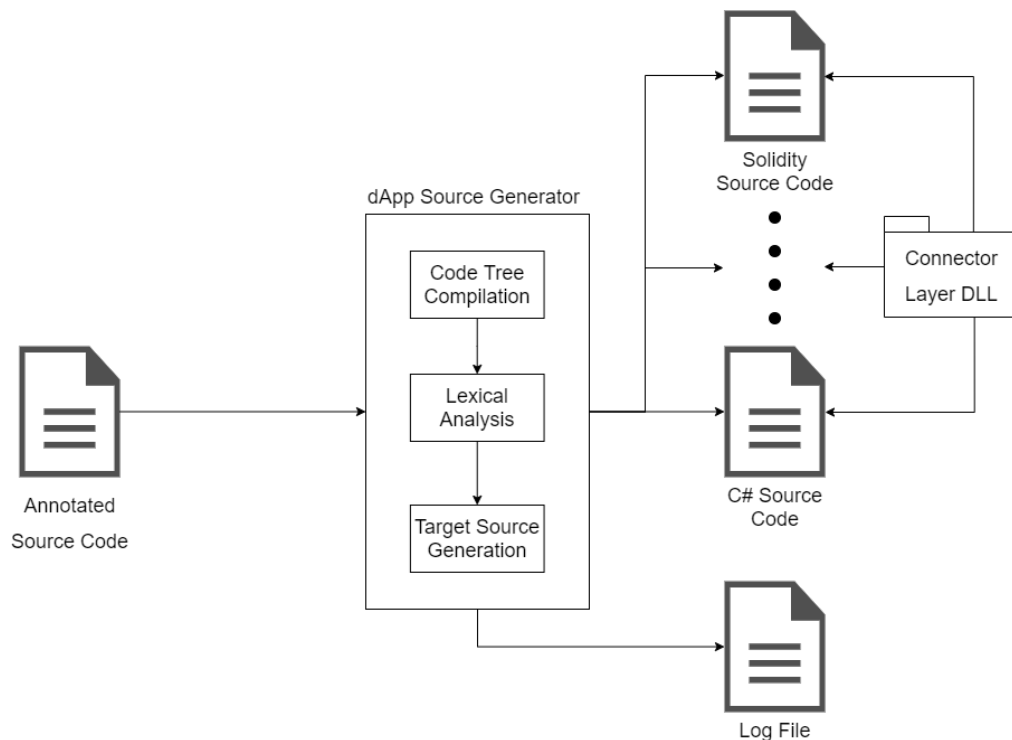 Solidity
Source Code
dApp Source Generator
Code Tree
Compilation
Connector
Layer DLL
Lexical
Analysis
Annotated
Source Code
C# Source
Code
Target Source
Generation
Log File